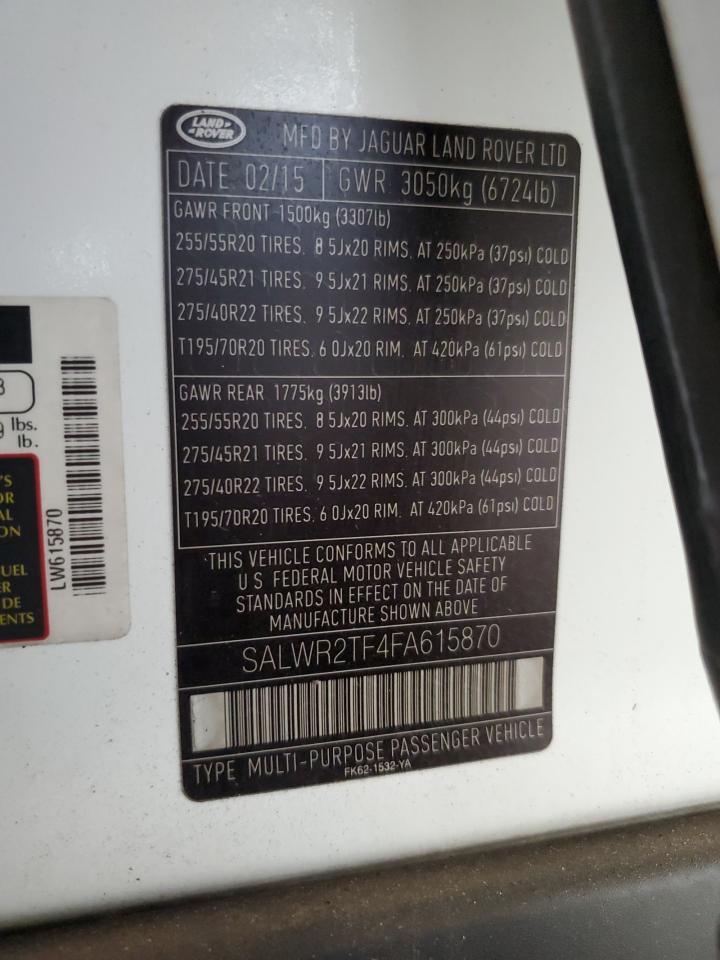 LAND ROVER
MFD BY JAGUAR LAND ROVER LTD
DATE 02/15 GWR 3050kg (6724lb)
GAWR FRONT 1500kg (3307lb)
255/55R20 TIRES, 8 5Jx20 RIMS, AT 250kPa (37psi) COLD
275/45R21 TIRES, 9 5Jx21 RIMS, AT 250kPa (37psi) COLD
275/40R22 TIRES, 9 5Jx22 RIMS, AT 250kPa (37psi) COLD
T195/70R20 TIRES, 6 0Jx20 RIM, AT 420kPa (61psi) COLD
GAWR REAR 1775kg (3913lb)
255/55R20 TIRES, 8 5Jx20 RIMS, AT 300kPa (44psi) COLD
275/45R21 TIRES, 9 5Jx21 RIMS, AT 300kPa (44psi) COLD
275/40R22 TIRES, 9 5Jx22 RIMS, AT 300kPa (44psi) COLD
T195/70R20 TIRES, 6 0Jx20 RIM, AT 420kPa (61psi) COLD
THIS VEHICLE CONFORMS TO ALL APPLICABLE
U S FEDERAL MOTOR VEHICLE SAFETY
STANDARDS IN EFFECT ON THE DATE OF
MANUFACTURE SHOWN ABOVE
SALWR2TF4FA615870
TYPE MULTI-PURPOSE PASSENGER VEHICLE
FK62-1532-YA
lbs.
lb.
LW615870
'S
OR
AL
ON
UEL
ER
DE
ENTS